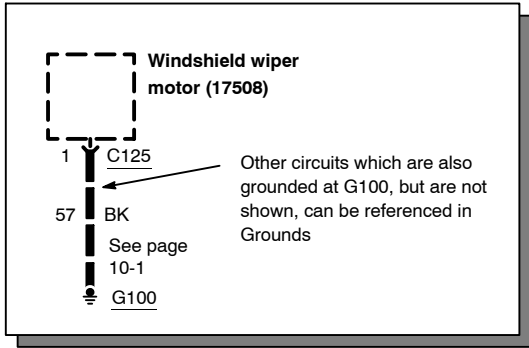 Windshield wiper
motor (17508)
1 C125
Other circuits which are also
grounded at G100, but are not
shown, can be referenced in
Grounds
57 BK
See page
10-1
G100